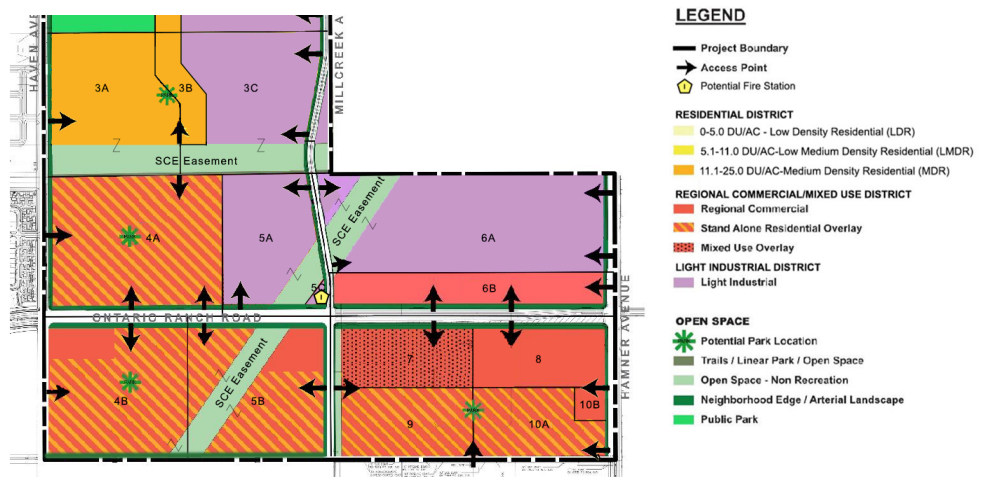 HAVEN AVE
MILLCREEK A
3A
3B
3C
SCE Easement
4A
5A
SCE Easement
6A
5C
6B
ONTARIO RANCH ROAD
HAMNER AVENUE
4B
SCE Easement
5B
7
8
9
10A
10B
LEGEND
Project Boundary
Access Point
Potential Fire Station
RESIDENTIAL DISTRICT
0-5.0 DU/AC - Low Density Residential (LDR)
5.1-11.0 DU/AC-Low Medium Density Residential (LMDR)
11.1-25.0 DU/AC-Medium Density Residential (MDR)
REGIONAL COMMERCIAL/MIXED USE DISTRICT
Regional Commercial
Stand Alone Residential Overlay
Mixed Use Overlay
LIGHT INDUSTRIAL DISTRICT
Light Industrial
OPEN SPACE
Potential Park Location
Trails / Linear Park / Open Space
Open Space - Non Recreation
Neighborhood Edge / Arterial Landscape
Public Park